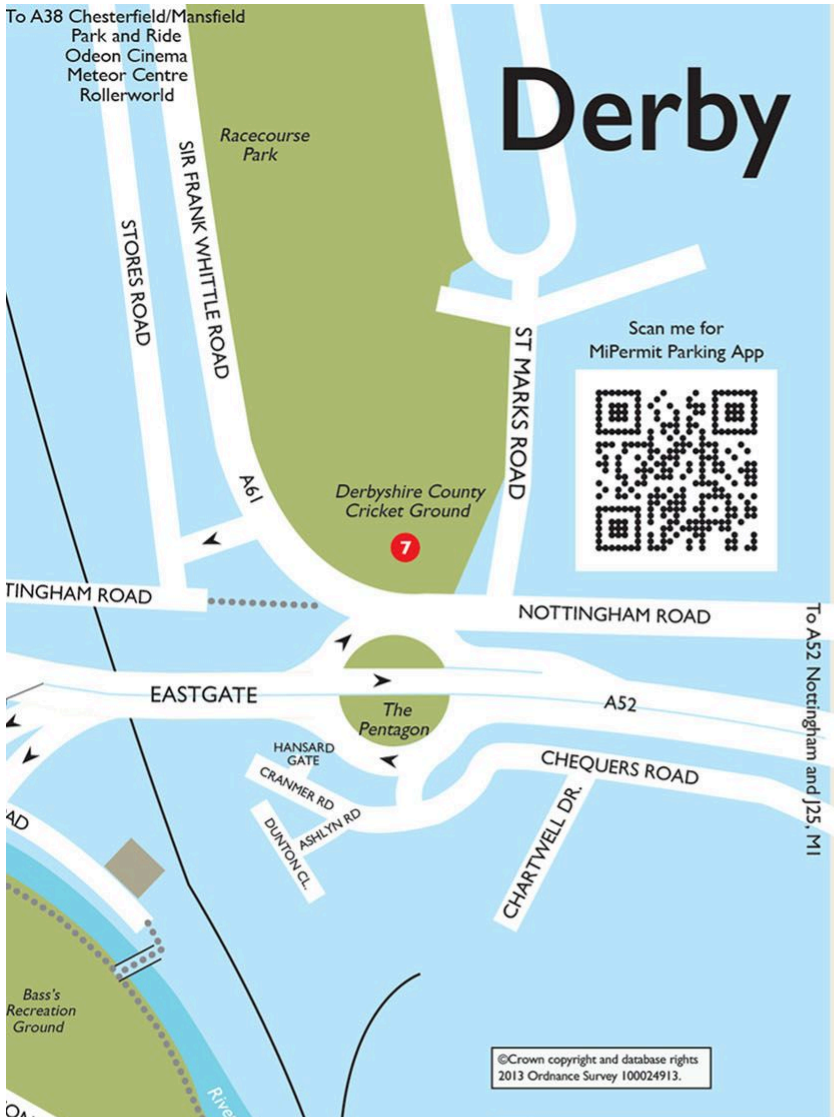 To A38 Chesterfield/Mansfield
Park and Ride
Odeon Cinema
Meteor Centre
Rollerworld
Derby
Racecourse
Park
SIR FRANK WHITTLE ROAD
STORES ROAD
Scan me for
MiPermit Parking App
ST MARKS ROAD
A61
Derbyshire County
Cricket Ground
7
TINGHAM ROAD
NOTTINGHAM ROAD
To A52 Nottingham and J25, M1
EASTGATE
A52
The
Pentagon
HANSARD
GATE
CRANMER RD
CHEQUERS ROAD
ASHLYN RD
DUNTON CL.
CHARTWELL DR.
AD
Bass's
Recreation
Ground
Rive
©Crown copyright and database rights
2013 Ordnance Survey 100024913.